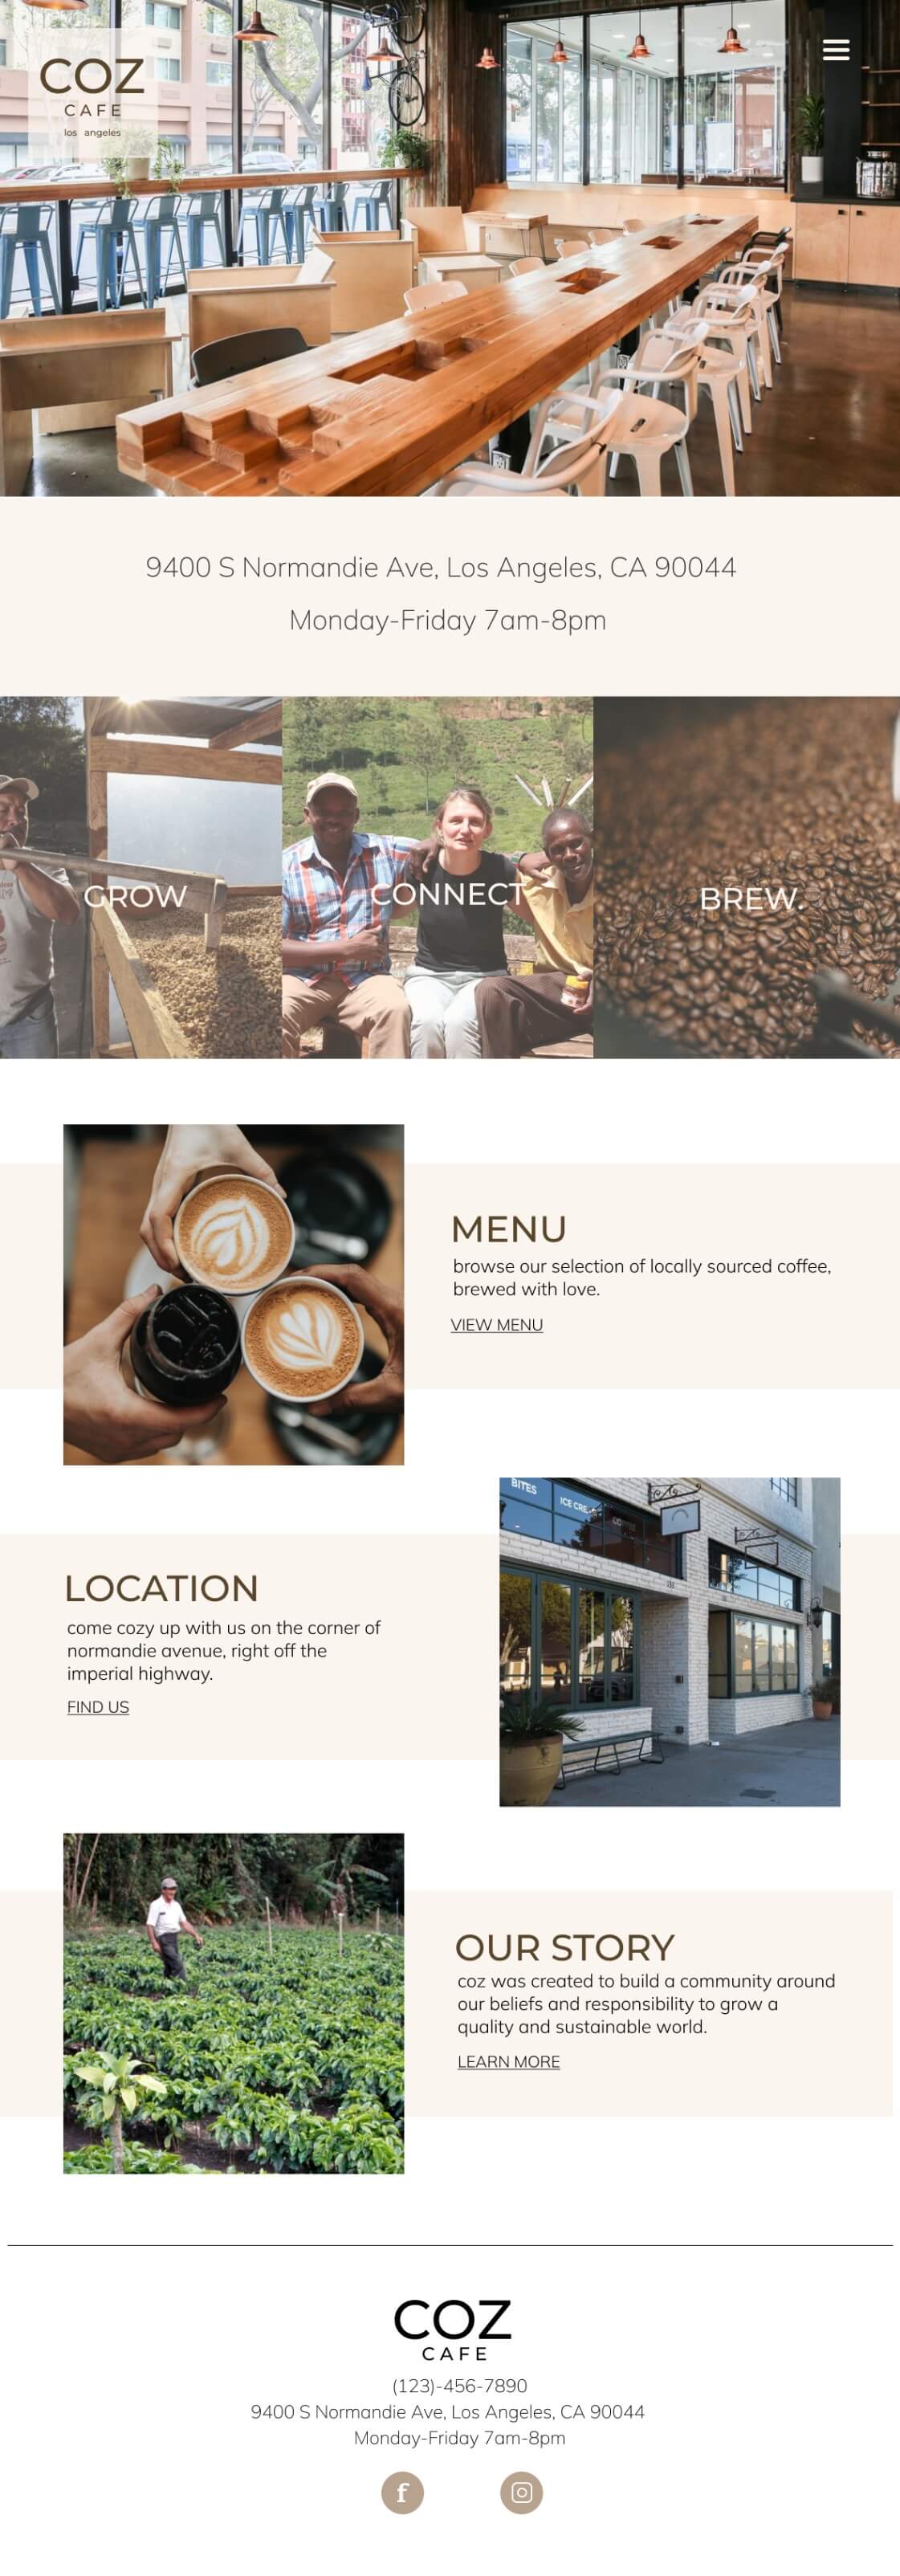 COZ
CAFE
los angeles
9400 S Normandie Ave, Los Angeles, CA 90044
Monday-Friday 7am-8pm
GROW
CONNECT
BREW.
MENU
browse our selection of locally sourced coffee,
brewed with love.
VIEW MENU
BITES
ICE CRE
LOCATION
come cozy up with us on the corner of
normandie avenue, right off the
imperial highway.
FIND US
OUR STORY
coz was created to build a community around
our beliefs and responsibility to grow a
quality and sustainable world.
LEARN MORE
COZ
CAFE
(123)-456-7890
9400 S Normandie Ave, Los Angeles, CA 90044
Monday-Friday 7am-8pm
f